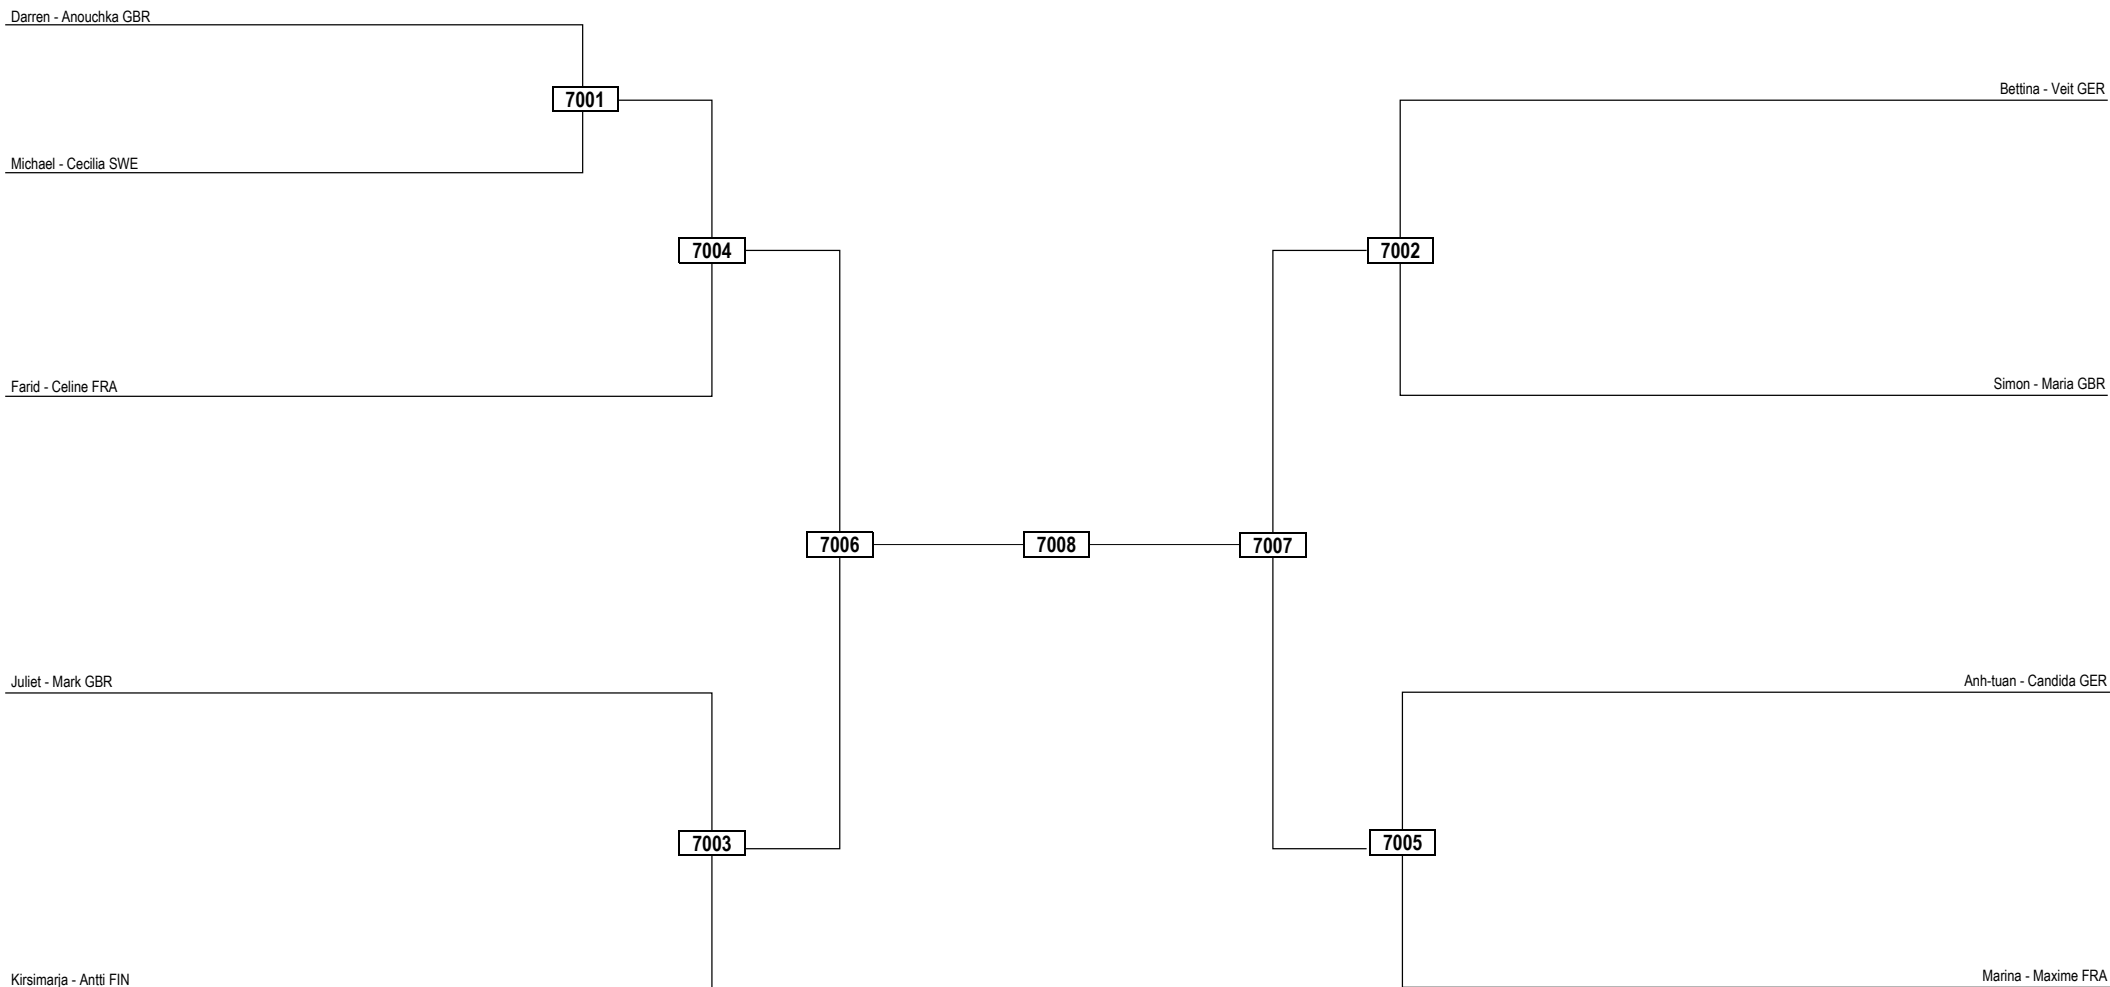 Darren - Anouchka GBR
7001
Bettina - Veit GER
Michael - Cecilia SWE
7004
7002
Farid - Celine FRA
Simon - Maria GBR
7006
7008
7007
Juliet - Mark GBR
Anh-tuan - Candida GER
7003
7005
Kirsimarja - Antti FIN
Marina - Maxime FRA